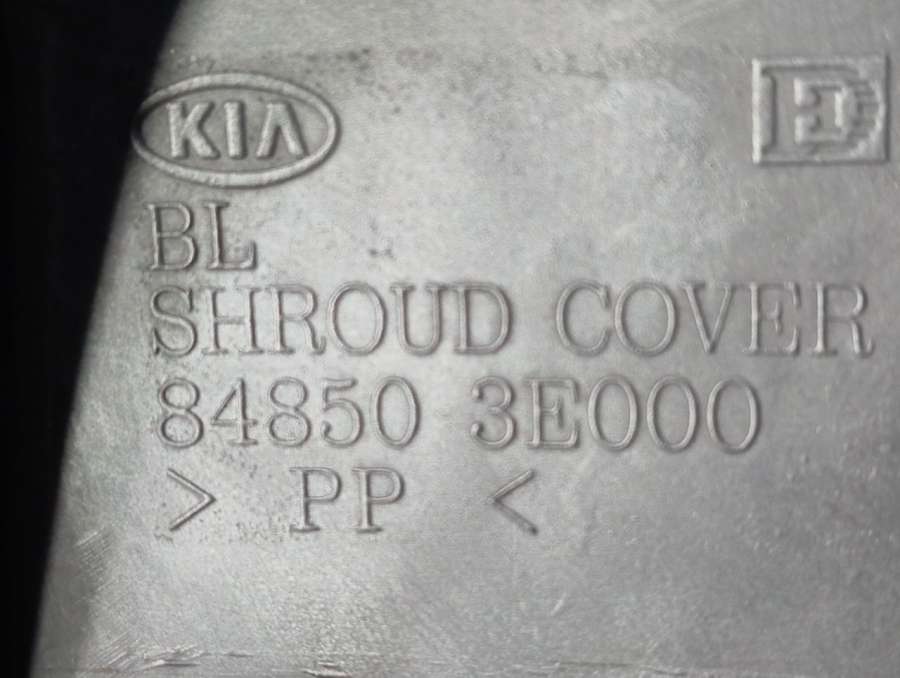 KIA
BL
SHROUD COVER
84850 3E000
> PP <